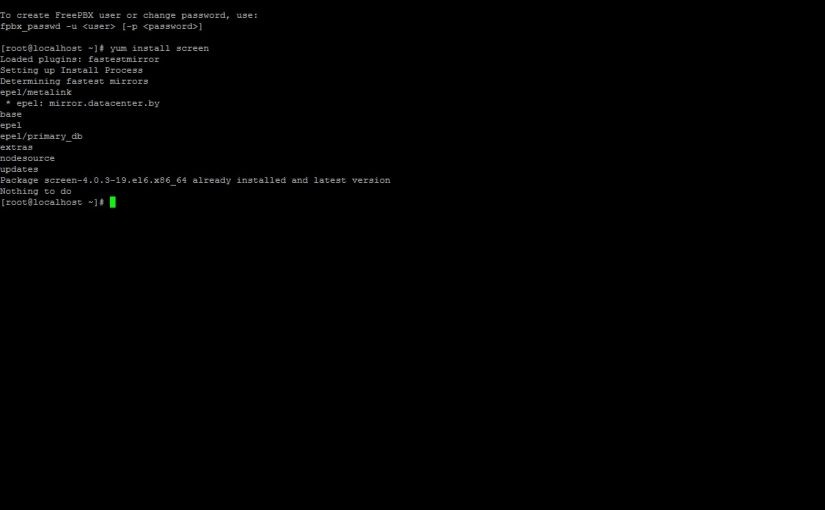 To create FreePBX user or change password, use:
fpbx_passwd -u <user> [-p <password>]
[root@localhost ~]# yum install screen
Loaded plugins: fastestmirror
Setting up Install Process
Determining fastest mirrors
epel/metalink
* epel: mirror.datacenter.by
base
epel
epel/primary_db
extras
nodesource
updates
Package screen-4.0.3-19.el6.x86_64 already installed and latest version
Nothing to do
[root@localhost ~]#